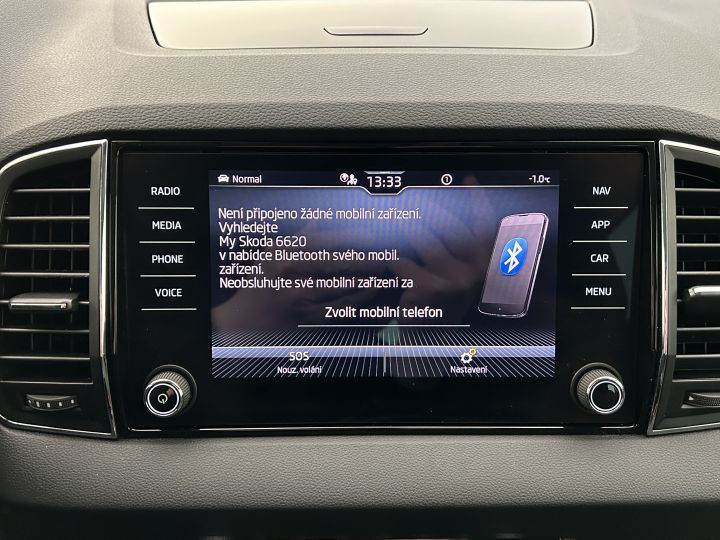 Normal 13:33 1 -1.0°C
RADIO
MEDIA
PHONE
VOICE
Není připojeno žádné mobilní zařízení.
Vyhledejte
My Skoda 6620
v nabídce Bluetooth svého mobil.
zařízení.
Neobsluhujte své mobilní zařízení za
Zvolit mobilní telefon
SOS
Nouz. volání
Nastavení
NAV
APP
CAR
MENU